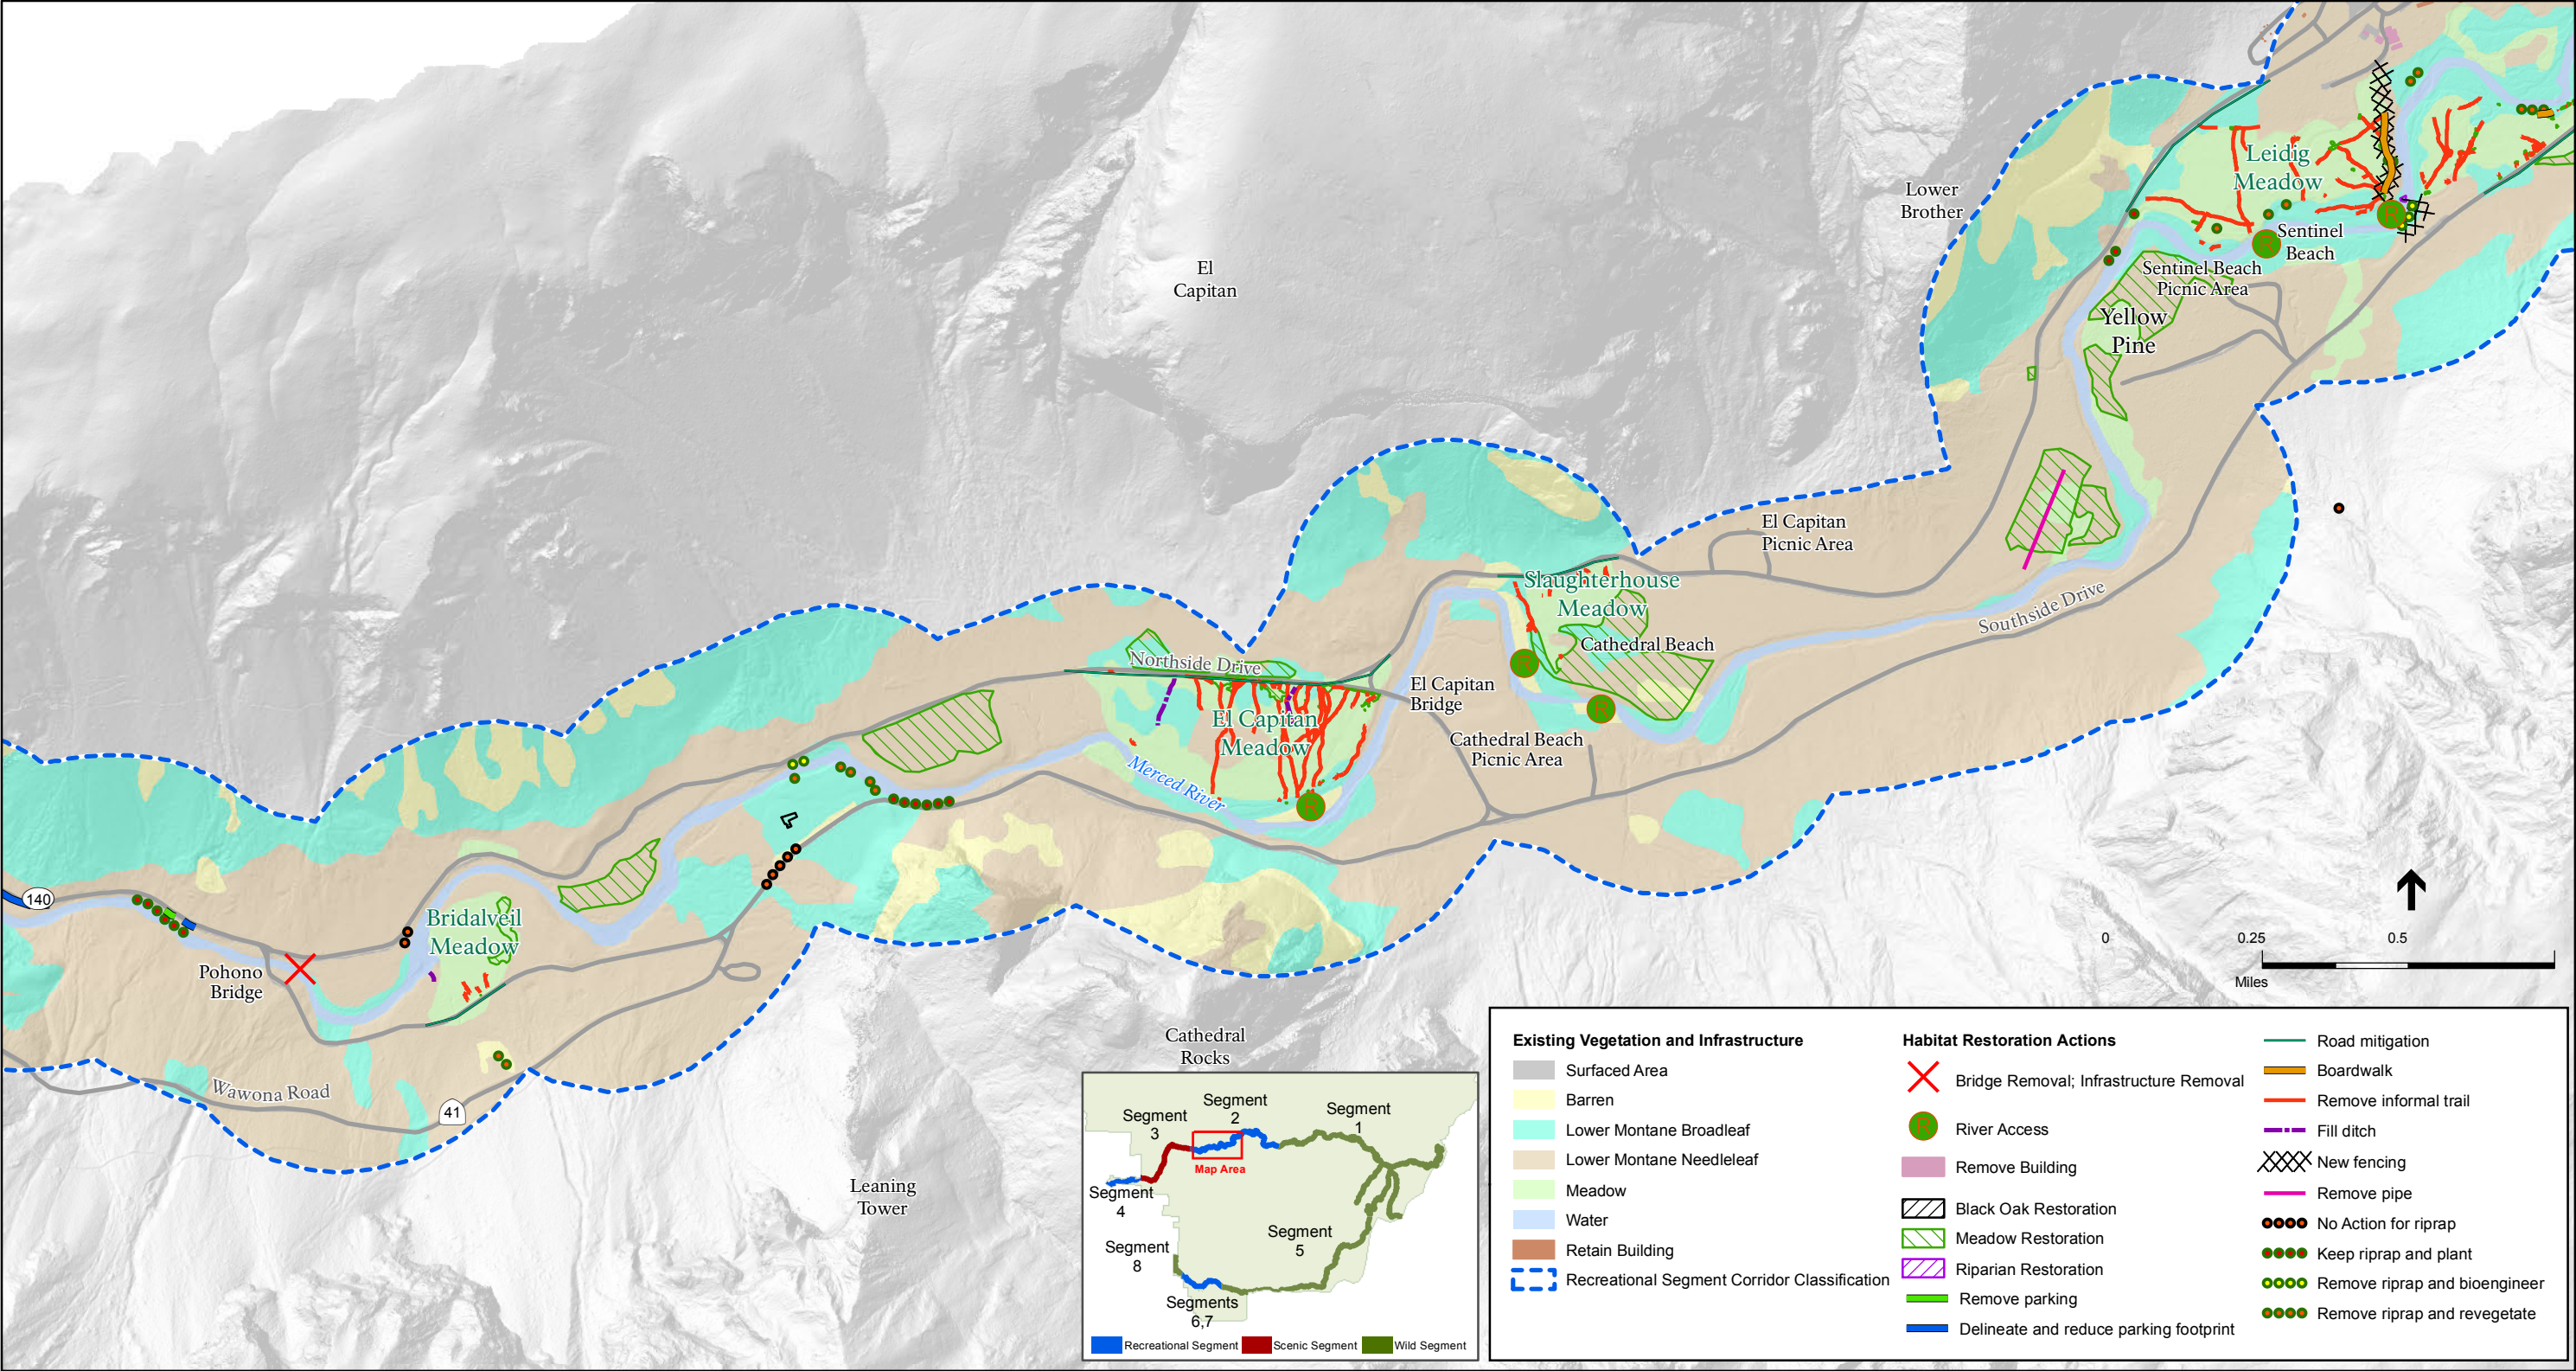 Leidig
Meadow
Lower
Brother
Sentinel
Beach
Sentinel Beach
Picnic Area
El
Capitan
Yellow
Pine
El Capitan
Picnic Area
Slaughterhouse
Meadow
Southside Drive
Cathedral Beach
Northside Drive
El Capitan
Bridge
El Capitan
Meadow
Cathedral Beach
Picnic Area
Merced River
140
Bridalveil
Meadow
Pohono
Bridge
0
0.25
0.5
Miles
Cathedral
Rocks
Wawona Road
41
Leaning
Tower
Segment
2
Segment
3
Segment
1
Map Area
Segment
4
Segment
5
Segment
8
Segments
6,7
Recreational Segment
Scenic Segment
Wild Segment
Existing Vegetation and Infrastructure
Surfaced Area
Barren
Lower Montane Broadleaf
Lower Montane Needleleaf
Meadow
Water
Retain Building
Recreational Segment Corridor Classification
Habitat Restoration Actions
Bridge Removal; Infrastructure Removal
R
River Access
Remove Building
Black Oak Restoration
Meadow Restoration
Riparian Restoration
Remove parking
Delineate and reduce parking footprint
Road mitigation
Boardwalk
Remove informal trail
Fill ditch
New fencing
Remove pipe
No Action for riprap
Keep riprap and plant
Remove riprap and bioengineer
Remove riprap and revegetate
R
R
R
R
R